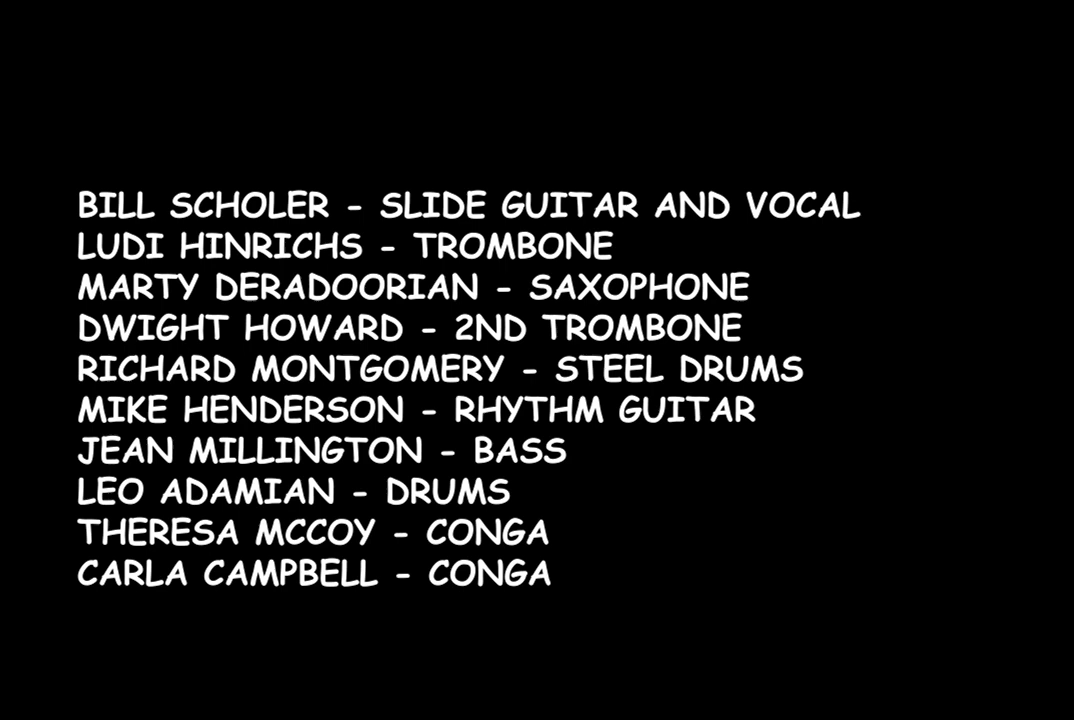 BILL SCHOLER - SLIDE GUITAR AND VOCAL
LUDI HINRICHS - TROMBONE
MARTY DERADOORIAN - SAXOPHONE
DWIGHT HOWARD - 2ND TROMBONE
RICHARD MONTGOMERY - STEEL DRUMS
MIKE HENDERSON - RHYTHM GUITAR
JEAN MILLINGTON - BASS
LEO ADAMIAN - DRUMS
THERESA MCCOY - CONGA
CARLA CAMPBELL - CONGA